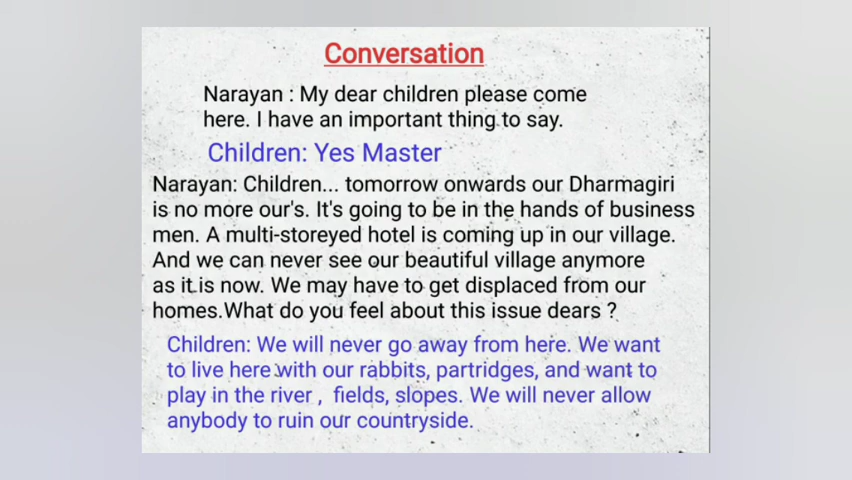 Conversation
Narayan : My dear children please come
here. I have an important thing to say.
Children: Yes Master
Narayan: Children... tomorrow onwards our Dharmagiri
is no more our's. It's going to be in the hands of business
men. A multi-storeyed hotel is coming up in our village.
And we can never see our beautiful village anymore
as it is now. We may have to get displaced from our
homes.What do you feel about this issue dears ?
Children: We will never go away from here. We want
to live here with our rabbits, partridges, and want to
play in the river , fields, slopes. We will never allow
anybody to ruin our countryside.